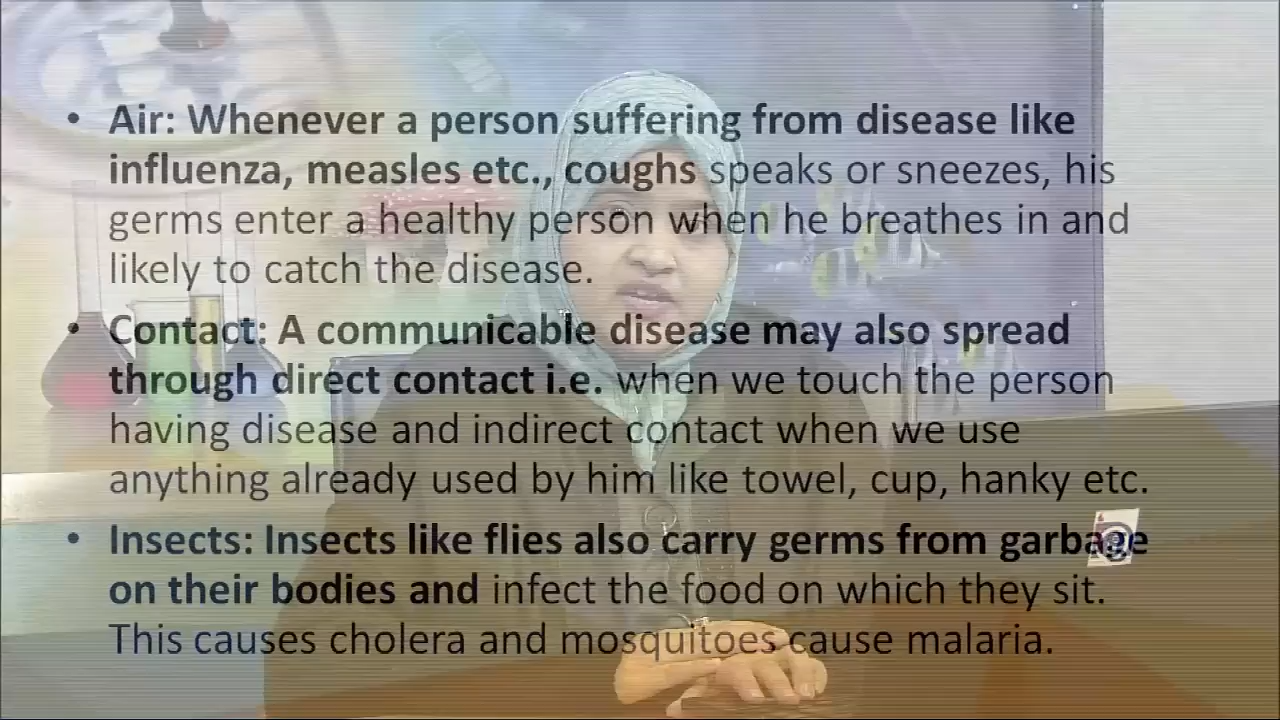 • Air: Whenever a person suffering from disease like
influenza, measles etc., coughs speaks or sneezes, his
germs enter a healthy person when he breathes in and
likely to catch the disease.
• Contact: A communicable disease may also spread
through direct contact i.e. when we touch the person
having disease and indirect contact when we use
anything already used by him like towel, cup, hanky etc.
• Insects: Insects like flies also carry germs from garbage
on their bodies and infect the food on which they sit.
This causes cholera and mosquitoes cause malaria.